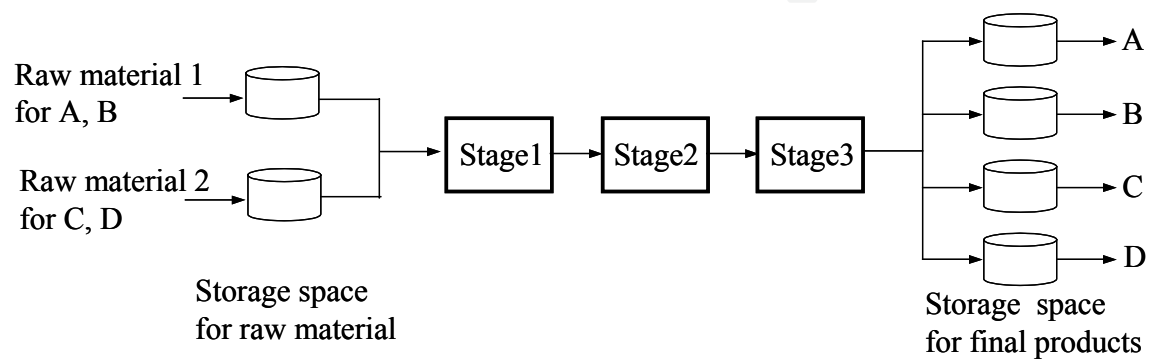 Raw material 1
for A, B
Raw material 2
for C, D
Storage space
for raw material
Stage1
Stage2
Stage3
A
B
C
D
Storage space
for final products